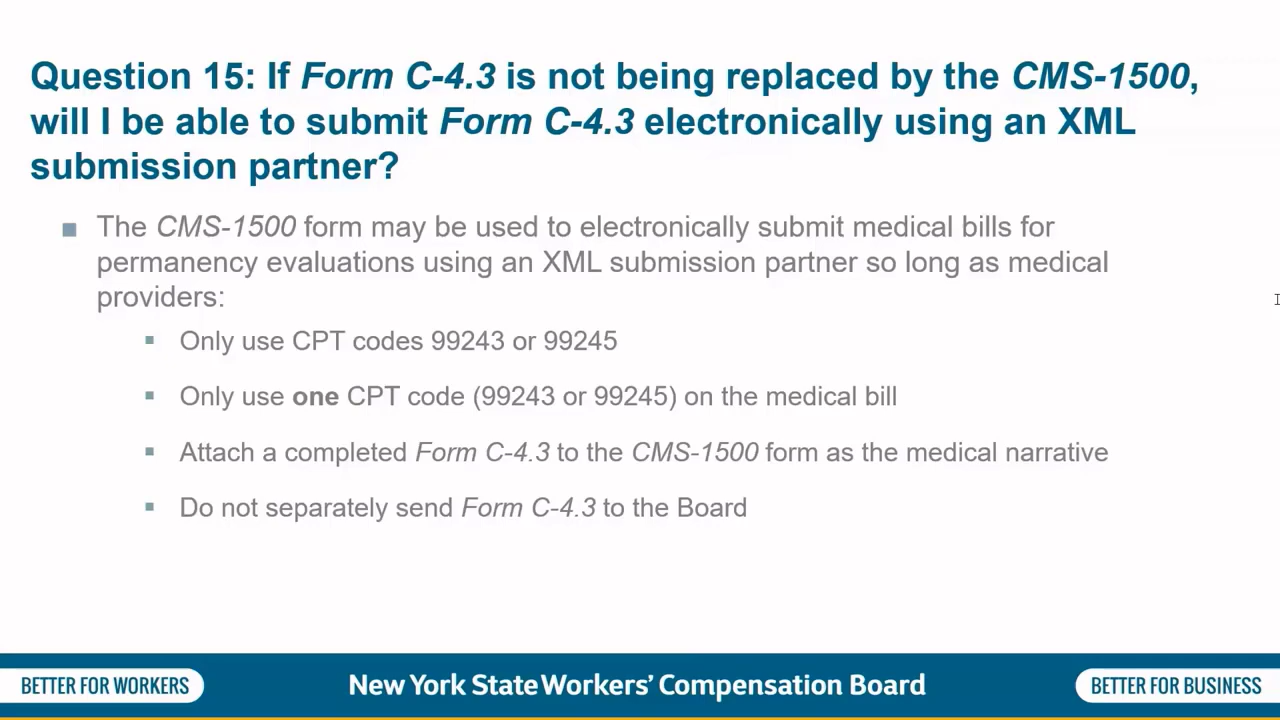 Question 15: If Form C-4.3 is not being replaced by the CMS-1500,
will I be able to submit Form C-4.3 electronically using an XML
submission partner?
■ The CMS-1500 form may be used to electronically submit medical bills for
permanency evaluations using an XML submission partner so long as medical
providers:
▪ Only use CPT codes 99243 or 99245
▪ Only use one CPT code (99243 or 99245) on the medical bill
▪ Attach a completed Form C-4.3 to the CMS-1500 form as the medical narrative
▪ Do not separately send Form C-4.3 to the Board
BETTER FOR WORKERS
New York State Workers' Compensation Board
BETTER FOR BUSINESS